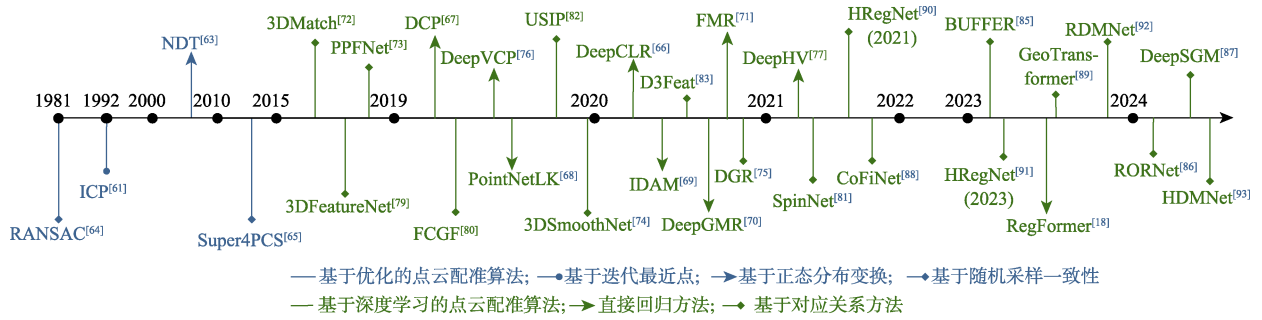 3DMatch[72]
DCP[67]
USIP[82]
FMR[71]
HRegNet[90]
(2021)
BUFFER[85]
RDMNet[92]
NDT[63]
PPFNet[73]
DeepVCP[76]
DeepCLR[66]
D3Feat[83]
DeepHV[77]
GeoTrans-
former[89]
DeepSGM[87]
1981 1992 2000 2010 2015 2019 2020 2021 2022 2023 2024
ICP[61]
PointNetLK[68]
IDAM[69]
DGR[75]
CoFiNet[88]
HRegNet[91]
(2023)
RORNet[86]
RANSAC[64]
Super4PCS[65]
3DFeatureNet[79]
FCGF[80]
3DSmoothNet[74]
DeepGMR[70]
SpinNet[81]
RegFormer[18]
HDMNet[93]
基于优化的点云配准算法; 基于迭代最近点; 基于正态分布变换; 基于随机采样一致性
基于深度学习的点云配准算法; 直接回归方法; 基于对应关系方法